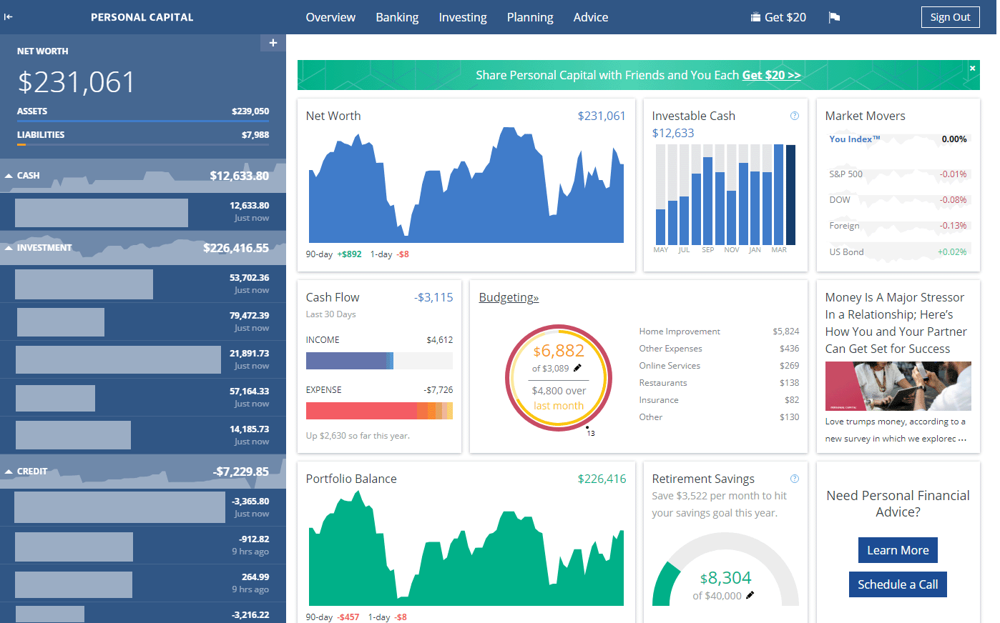 PERSONAL CAPITAL
Overview Banking Investing Planning Advice
Get $20
Sign Out
+
NET WORTH
$231,061
ASSETS $239,050
LIABILITIES $7,988
CASH $12,633.80
12,633.80
Just now
INVESTMENT $226,416.55
53,702.36
Just now
79,472.39
Just now
21,891.73
Just now
57,164.33
Just now
14,185.73
Just now
CREDIT -$7,229.85
-3,365.80
Just now
-912.82
9 hrs ago
264.99
9 hrs ago
-3,216.22
Share Personal Capital with Friends and You Each Get $20 >>
×
Net Worth $231,061
90-day +$892 1-day -$8
Investable Cash ?
$12,633
MAY JUL SEP NOV JAN MAR
Market Movers
You Index™ 0.00%
S&P 500 -0.01%
DOW -0.08%
Foreign -0.13%
US Bond +0.02%
Cash Flow -$3,115
Last 30 Days
INCOME $4,612
EXPENSE -$7,726
Up $2,630 so far this year.
Budgeting»
$6,882
of $3,089
$4,800 over
last month
13
Home Improvement $5,824
Other Expenses $436
Online Services $269
Restaurants $138
Insurance $82
Other $130
Money Is A Major Stressor
In a Relationship; Here's
How You and Your Partner
Can Get Set for Success
PERSONAL CAPITAL
Love trumps money, according to a
new survey in which we explorec ...
Portfolio Balance $226,416
90-day -$457 1-day -$8
Retirement Savings ?
Save $3,522 per month to hit
your savings goal this year.
$8,304
of $40,000
Need Personal Financial
Advice?
Learn More
Schedule a Call